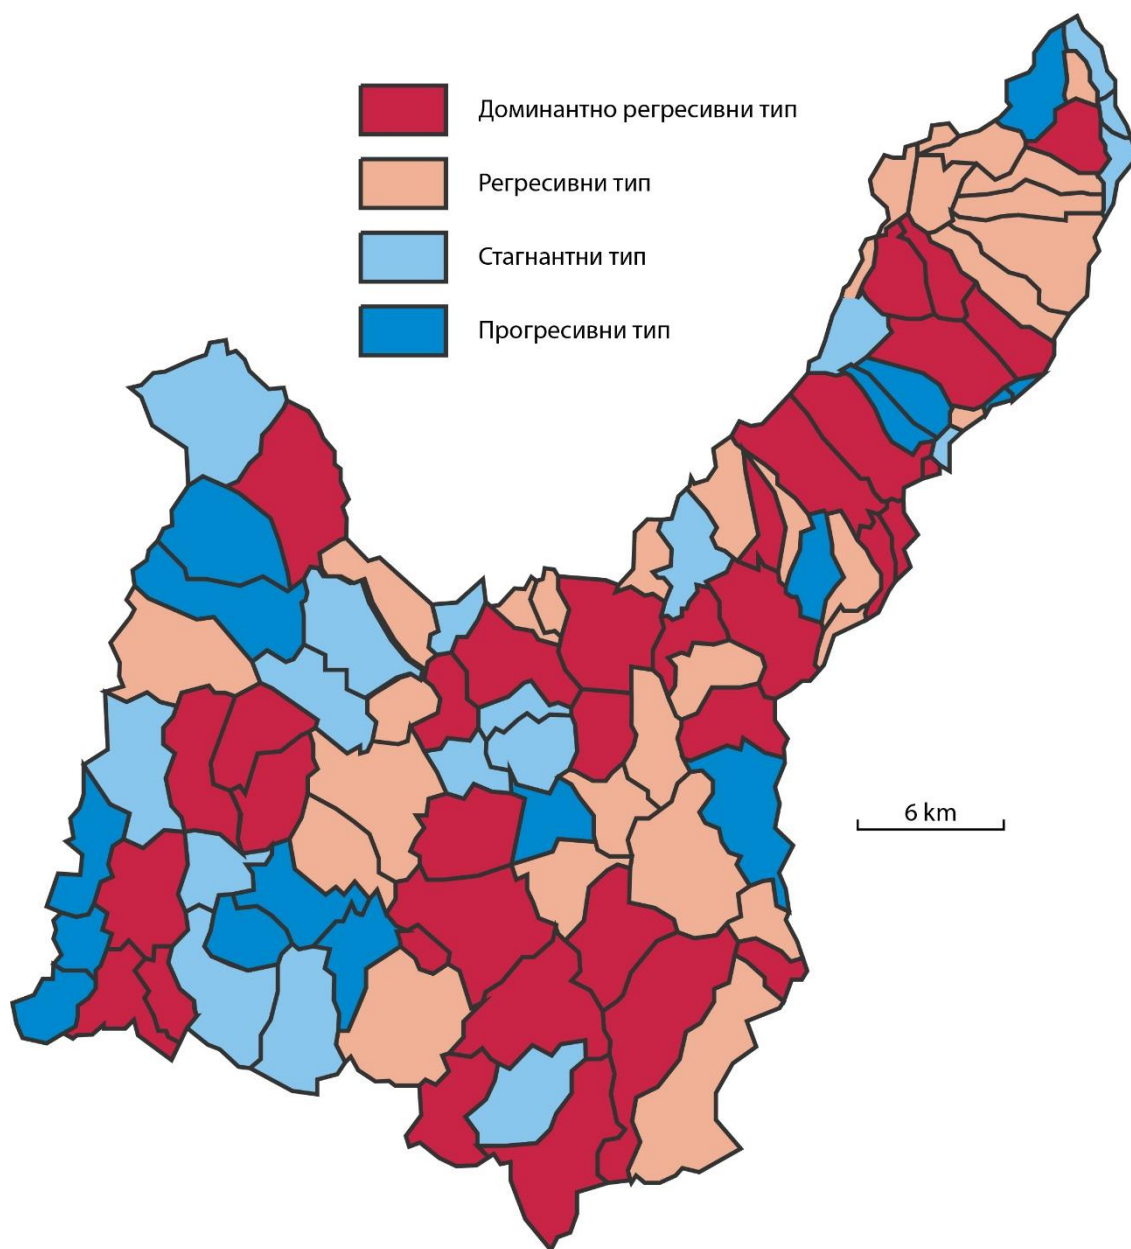 Доминантно регресивни тип
Регресивни тип
Стагнантни тип
Прогресивни тип
6 km